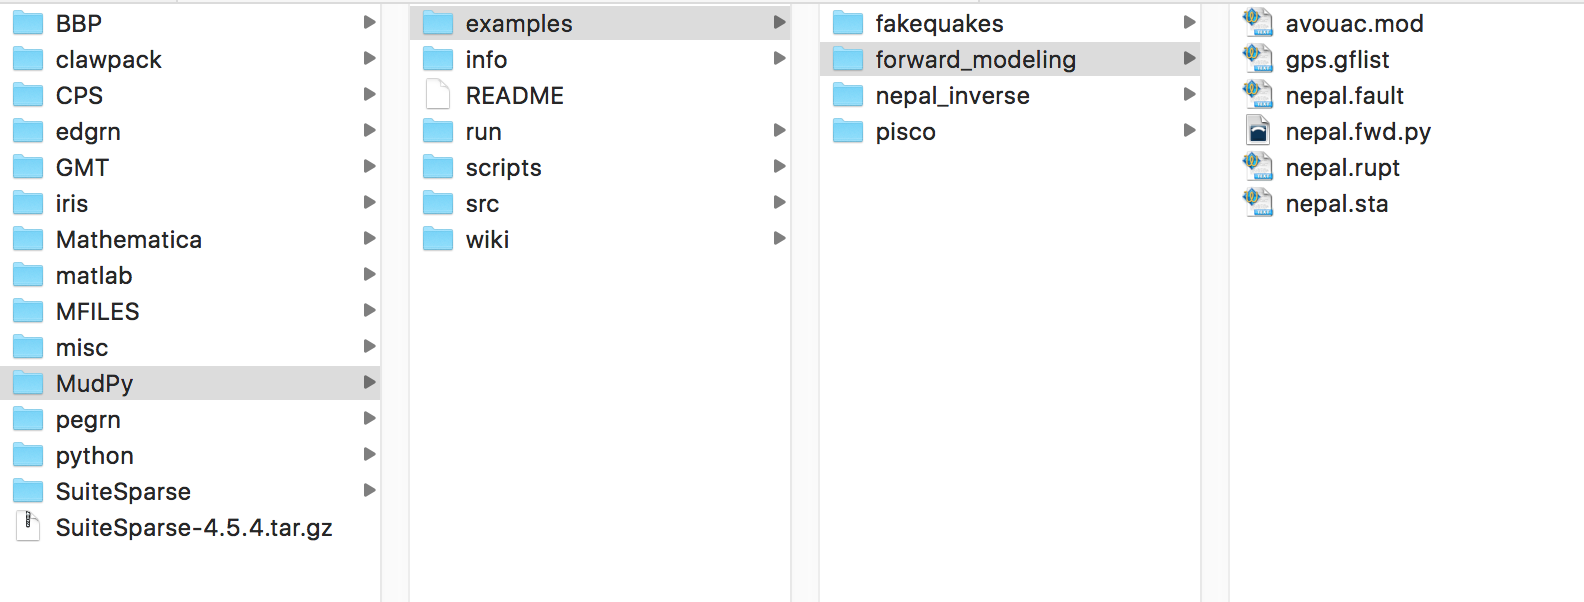 BBP
clawpack
CPS
edgrn
GMT
iris
Mathematica
matlab
MFILES
misc
MudPy
pegrn
python
SuiteSparse
SuiteSparse-4.5.4.tar.gz
examples
info
README
run
scripts
src
wiki
fakequakes
forward_modeling
nepal_inverse
pisco
avouac.mod
gps.gflist
nepal.fault
nepal.fwd.py
nepal.rupt
nepal.sta